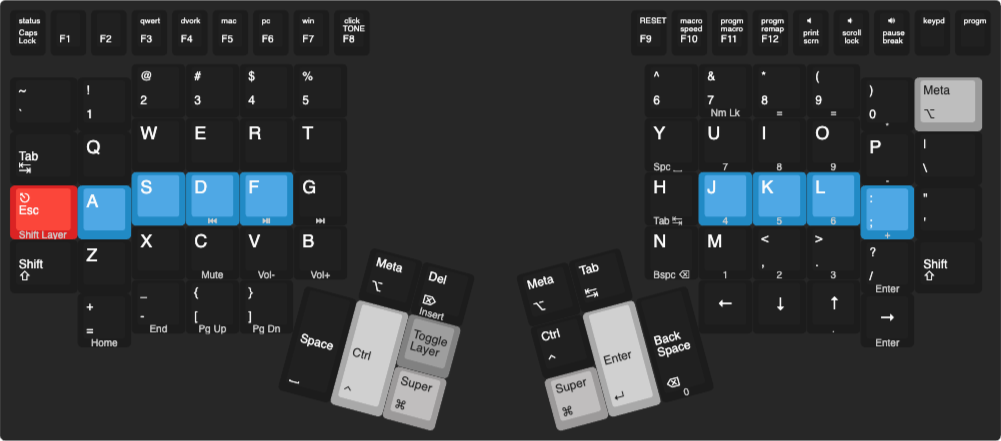 status
Caps
Lock
F1
F2
qwert
F3
dvork
F4
mac
F5
pc
F6
win
F7
click
TONE
F8
RESET
F9
macro
speed
F10
progm
macro
F11
progm
remap
F12
print
scrn
scroll
lock
pause
break
keypd
progm
~
`
!
1
@
2
#
3
$
4
%
5
^
6
&
7
Nm Lk
*
8
=
(
9
=
)
0
-
Meta
⌥
Tab
↹
Q
W
E
R
T
Y
Spc ⎵
U
7
I
8
O
9
P
-
|
\
Esc
Shift Layer
A
S
D
⏮
F
⏯
G
⏭
H
Tab ↹
J
4
K
5
L
6
:
;
+
"
'
Shift
⇧
Z
X
C
Mute
V
Vol-
B
Vol+
N
Bspc ⌫
M
1
<
,
2
>
.
3
?
/
Enter
Shift
⇧
+
=
Home
_
-
End
{
[
Pg Up
}
]
Pg Dn
←
↓
↑
.
→
Enter
Meta
⌥
Del
⌦
Insert
Space
⎵
Ctrl
^
Toggle
Layer
Super
⌘
Meta
⌥
Tab
↹
Ctrl
^
Super
⌘
Enter
↵
Back
Space
⌫
0